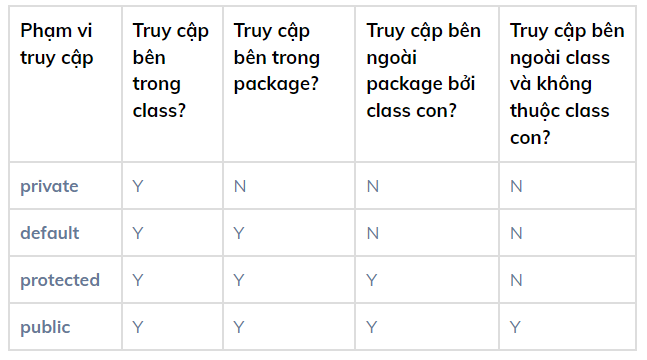 Phạm vi
truy cập
Truy cập
bên
trong
class?
Truy cập
bên trong
package?
Truy cập bên
ngoài
package bởi
class con?
Truy cập bên
ngoài class
và không
thuộc class
con?
private Y N N N
default Y Y N N
protected Y Y Y N
public Y Y Y Y